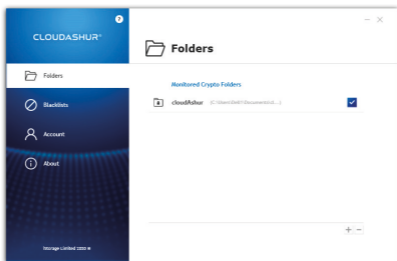 CLOUDASHUR®
Folders
Folders
Monitored Crypto Folders
Blacklists
cloudAshur
Account
About